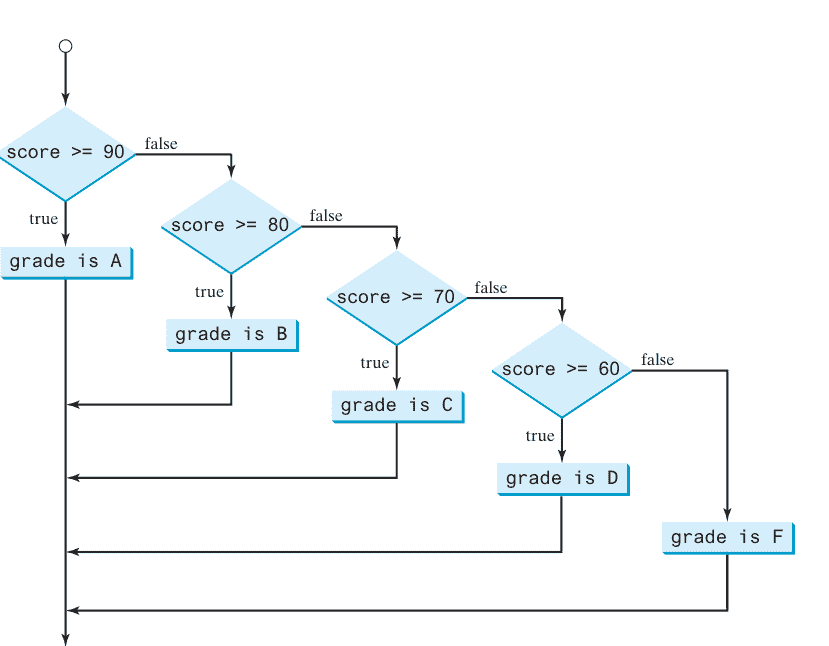 false
score >= 90
true
grade is A
false
score >= 80
true
grade is B
false
score >= 70
true
grade is C
false
score >= 60
true
grade is D
grade is F